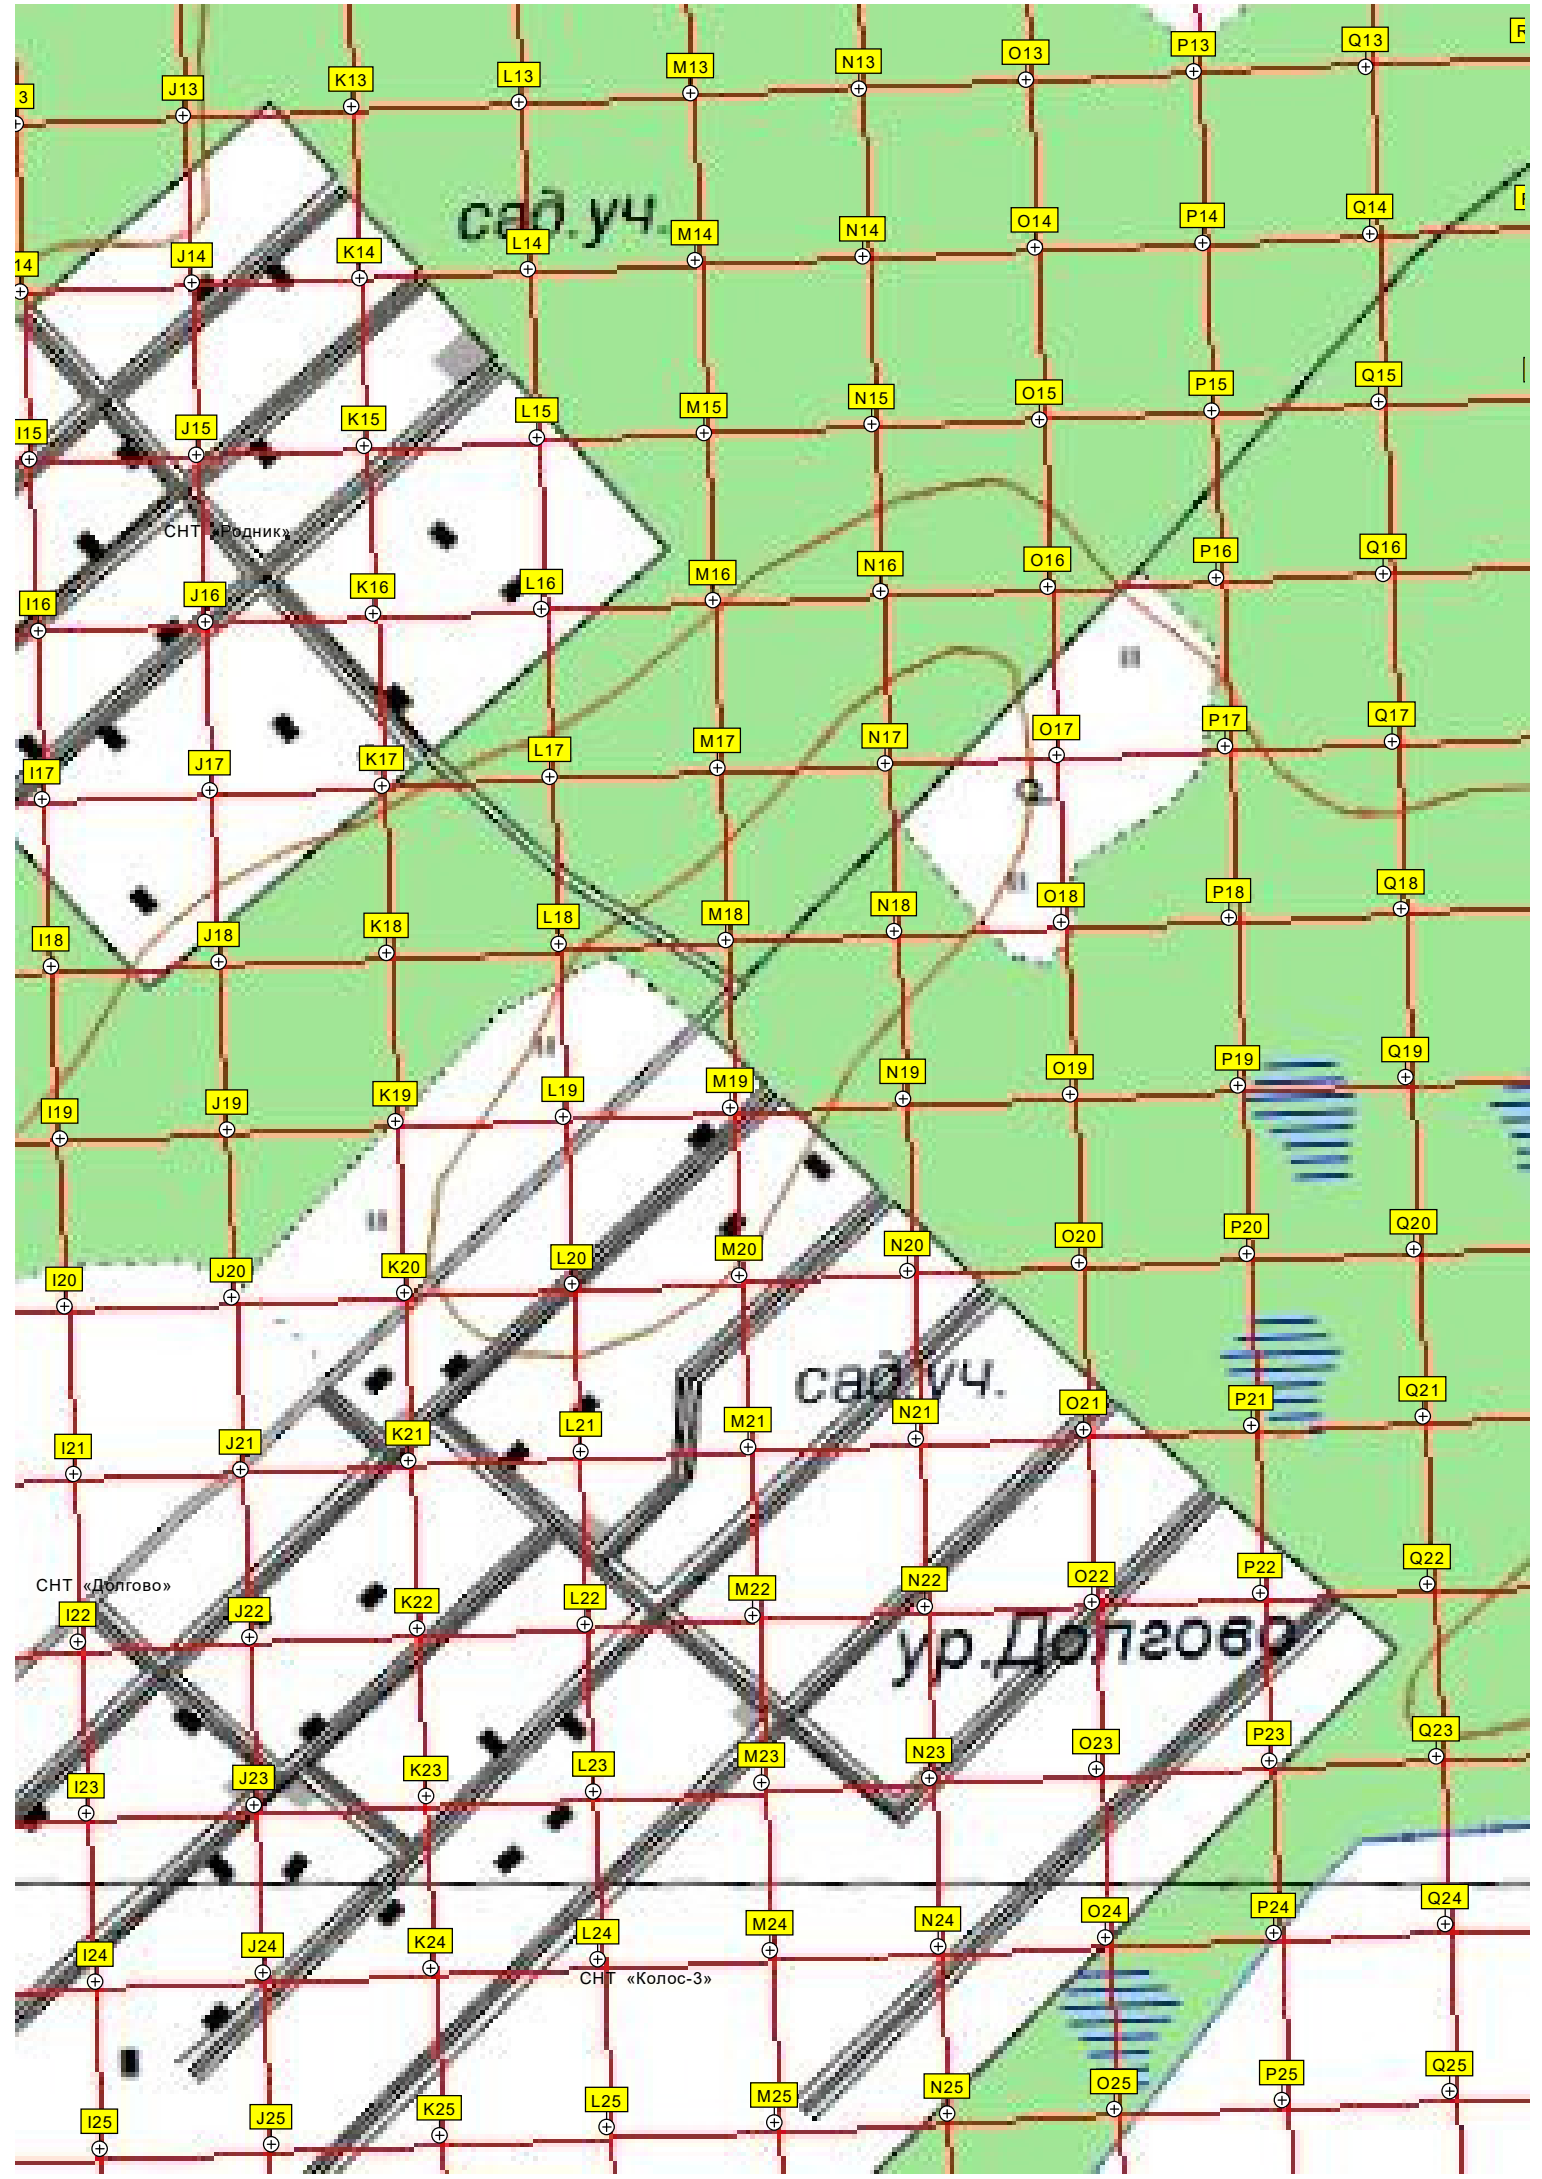 3 J13 K13 L13 M13 N13 O13 P13 Q13 R
сад.уч.
14 J14 K14 L14 M14 N14 O14 P14 Q14
I15 J15 K15 L15 M15 N15 O15 P15 Q15
СНТ «Родник»
I16 J16 K16 L16 M16 N16 O16 P16 Q16
I17 J17 K17 L17 M17 N17 O17 P17 Q17
I18 J18 K18 L18 M18 N18 O18 P18 Q18
I19 J19 K19 L19 M19 N19 O19 P19 Q19
I20 J20 K20 L20 M20 N20 O20 P20 Q20
сад.уч.
I21 J21 K21 L21 M21 N21 O21 P21 Q21
СНТ «Долгово»
I22 J22 K22 L22 M22 N22 O22 P22 Q22
ур.Долгово
I23 J23 K23 L23 M23 N23 O23 P23 Q23
I24 J24 K24 L24 M24 N24 O24 P24 Q24
СНТ «Колос-3»
I25 J25 K25 L25 M25 N25 O25 P25 Q25